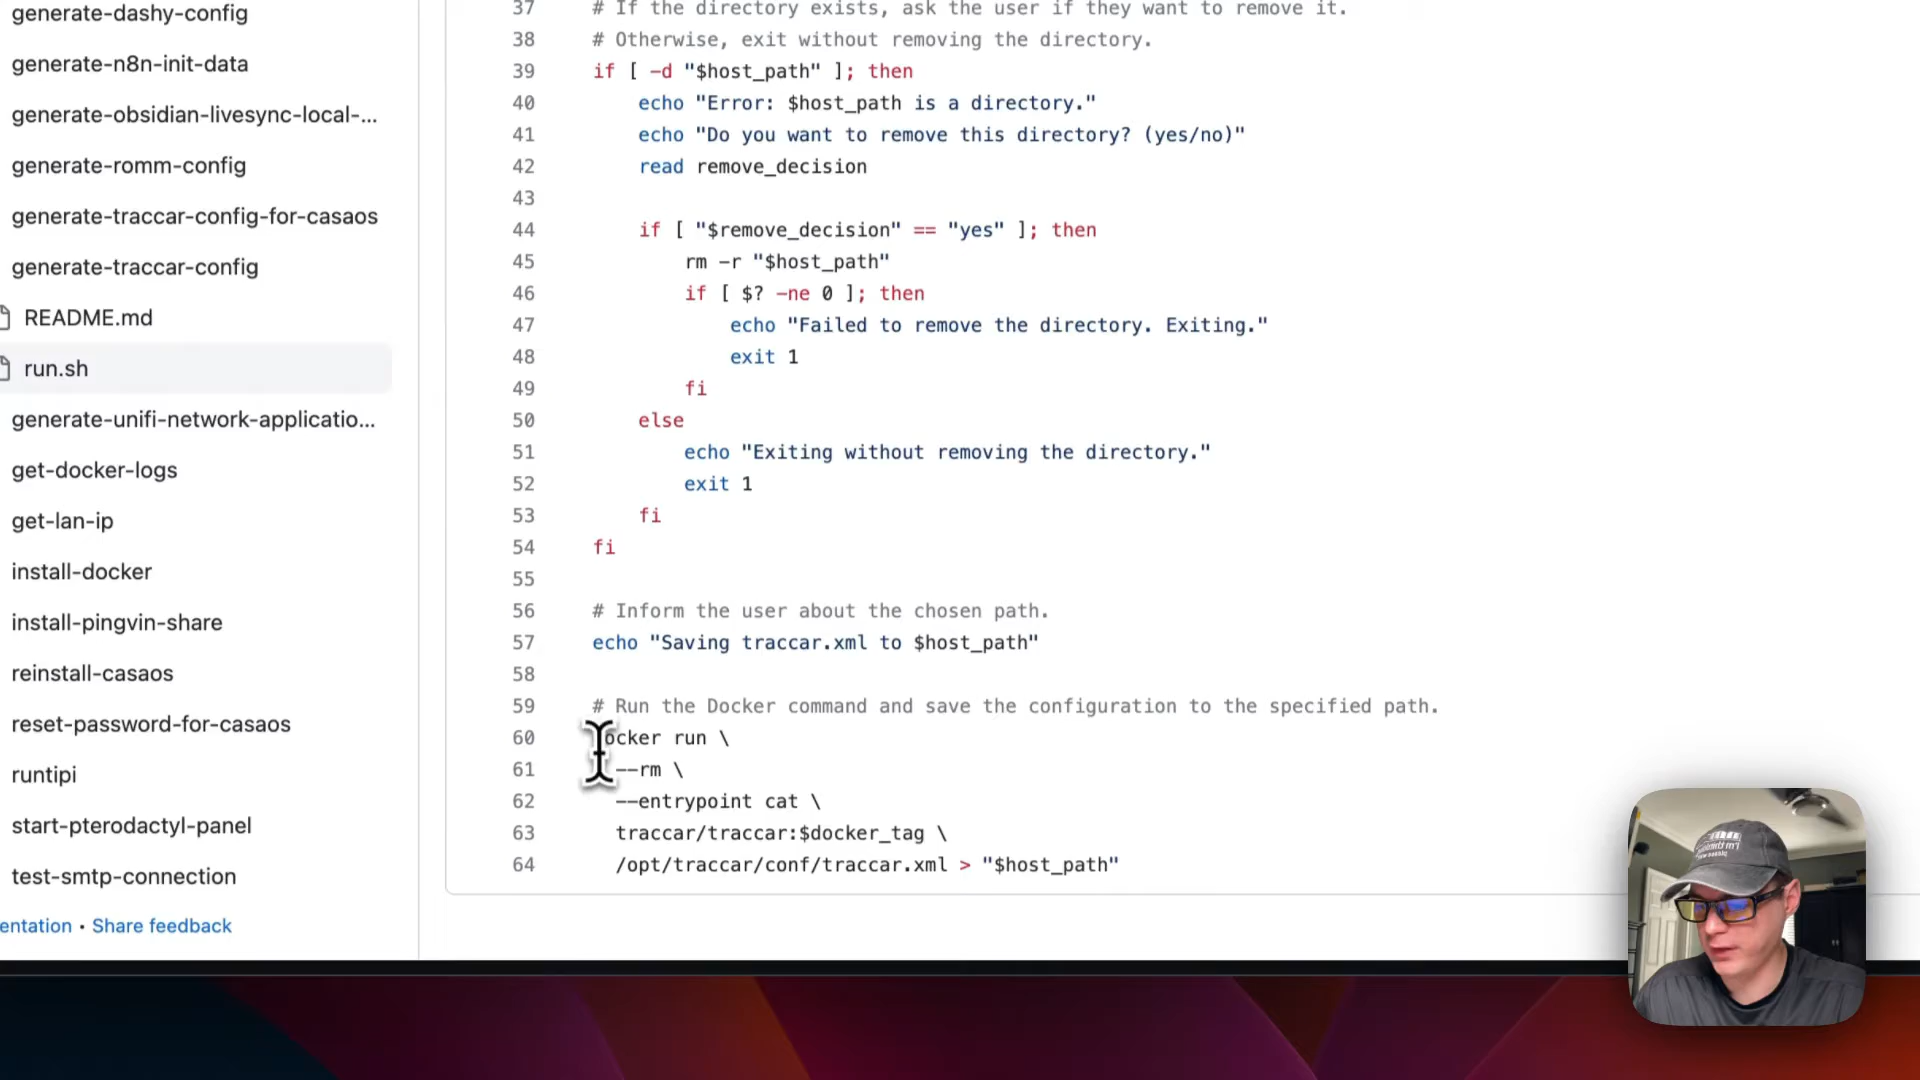 generate-dashy-config
generate-n8n-init-data
generate-obsidian-livesync-local-...
generate-romm-config
generate-traccar-config-for-casaos
generate-traccar-config
README.md
run.sh
generate-unifi-network-applicatio...
get-docker-logs
get-lan-ip
install-docker
install-pingvin-share
reinstall-casaos
reset-password-for-casaos
runtipi
start-pterodactyl-panel
test-smtp-connection
entation • Share feedback
37 # If the directory exists, ask the user if they want to remove it.
38 # Otherwise, exit without removing the directory.
39 if [ -d "$host_path" ]; then
40 echo "Error: $host_path is a directory."
41 echo "Do you want to remove this directory? (yes/no)"
42 read remove_decision
43
44 if [ "$remove_decision" == "yes" ]; then
45 rm -r "$host_path"
46 if [ $? -ne 0 ]; then
47 echo "Failed to remove the directory. Exiting."
48 exit 1
49 fi
50 else
51 echo "Exiting without removing the directory."
52 exit 1
53 fi
54 fi
55
56 # Inform the user about the chosen path.
57 echo "Saving traccar.xml to $host_path"
58
59 # Run the Docker command and save the configuration to the specified path.
60 ocker run \
61 --rm \
62 --entrypoint cat \
63 traccar/traccar:$docker_tag \
64 /opt/traccar/conf/traccar.xml > "$host_path"